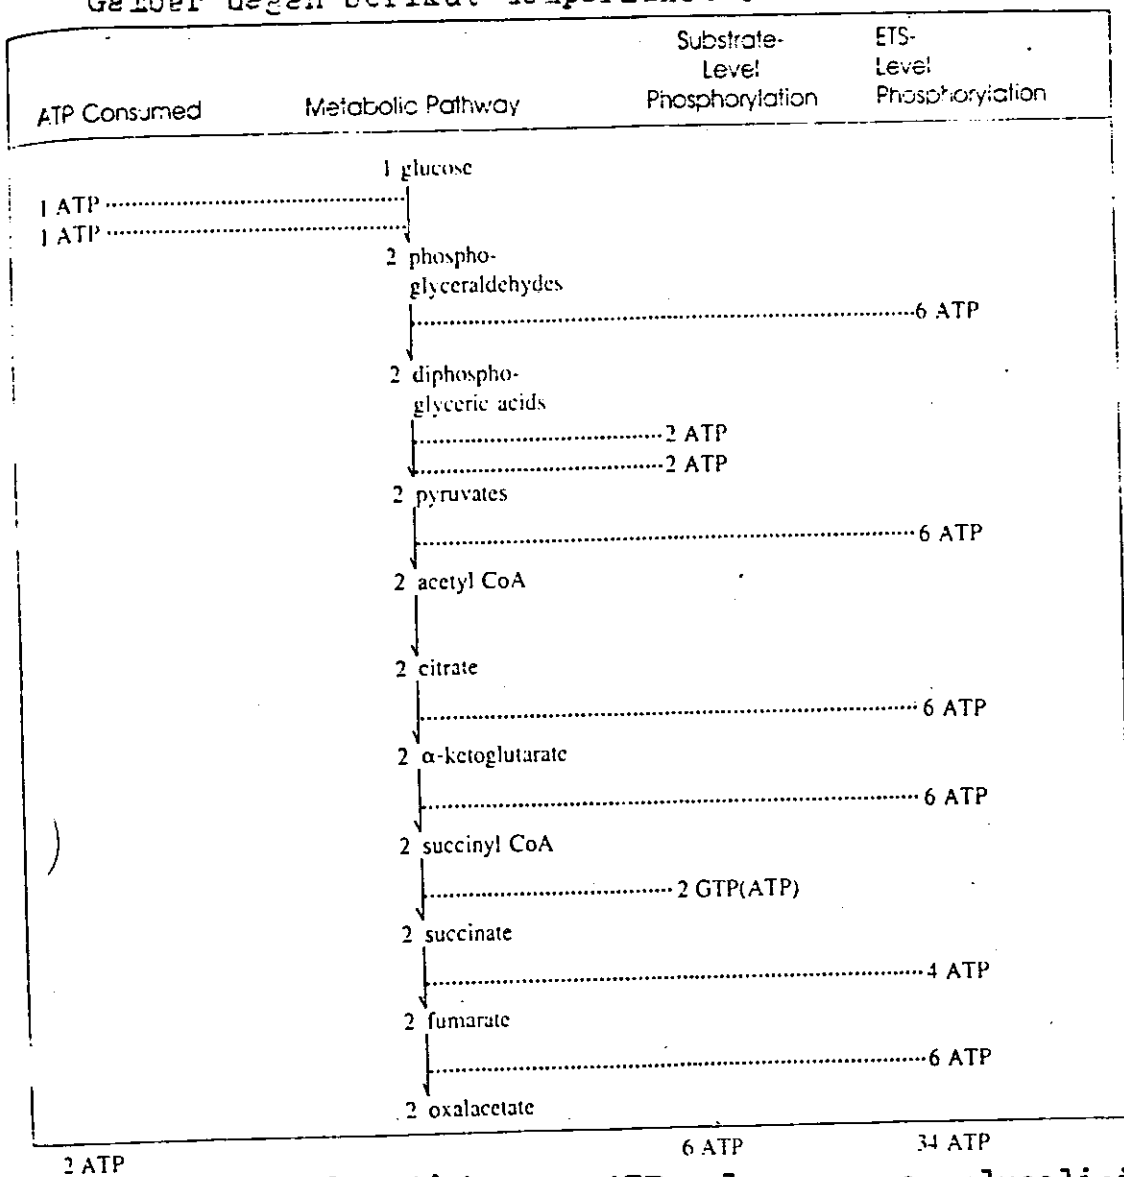 bagan berikut
Substrate-
Level
Phosphorylation
ETS-
Level
Phosphorylation
ATP Consumed
Metabolic Pathway
1 glucose
1 ATP
1 ATP
2 phospho-
glyceraldehydes
6 ATP
2 diphospho-
glyceric acids
2 ATP
2 ATP
2 pyruvates
6 ATP
2 acetyl CoA
2 citrate
6 ATP
2 α-ketoglutarate
6 ATP
)
2 succinyl CoA
2 GTP(ATP)
2 succinate
4 ATP
2 fumarate
6 ATP
2 oxalacetate
2 ATP
6 ATP
34 ATP